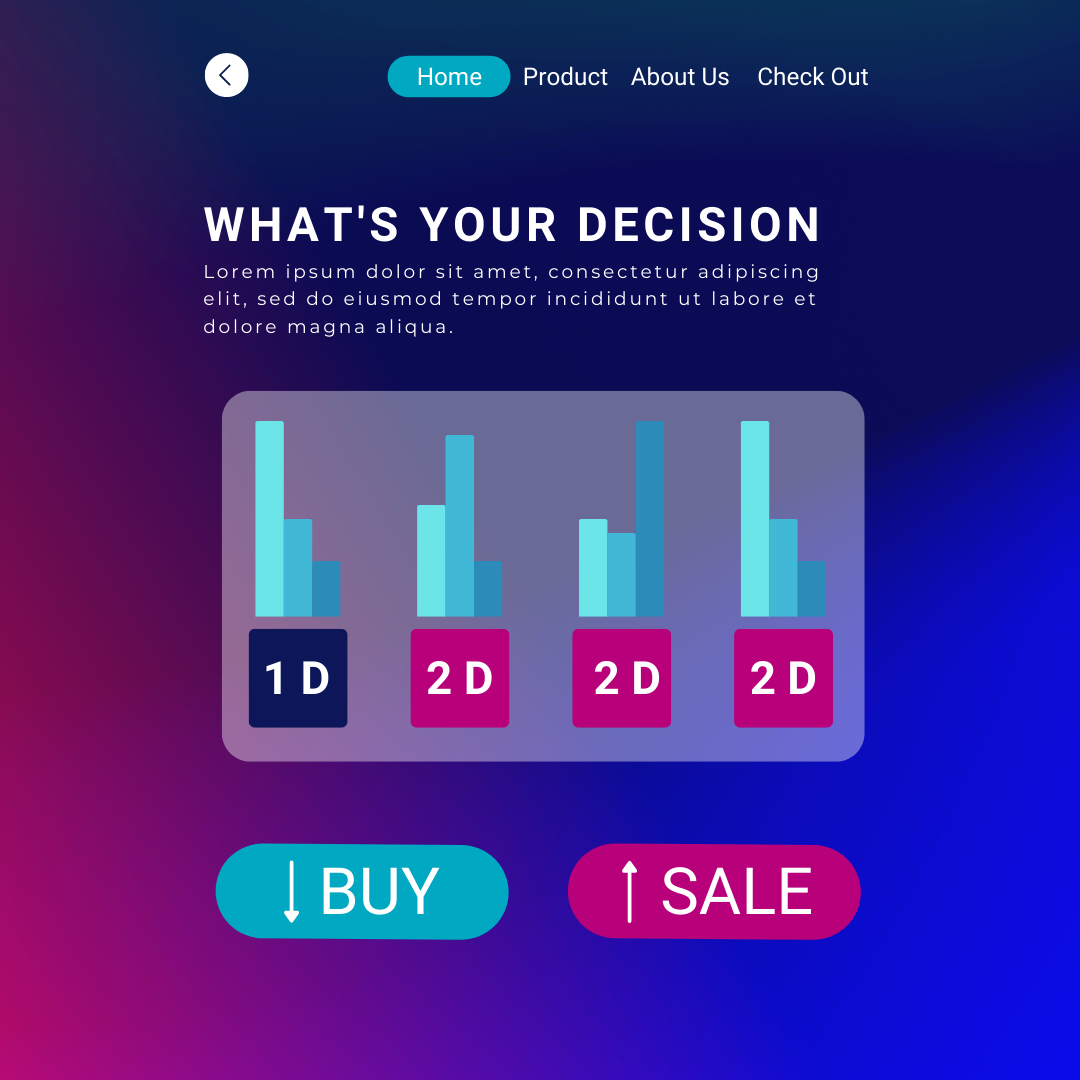 Home Product About Us Check Out
WHAT'S YOUR DECISION
Lorem ipsum dolor sit amet, consectetur adipiscing
elit, sed do eiusmod tempor incididunt ut labore et
dolore magna aliqua.
1 D 2 D 2 D 2 D
BUY SALE